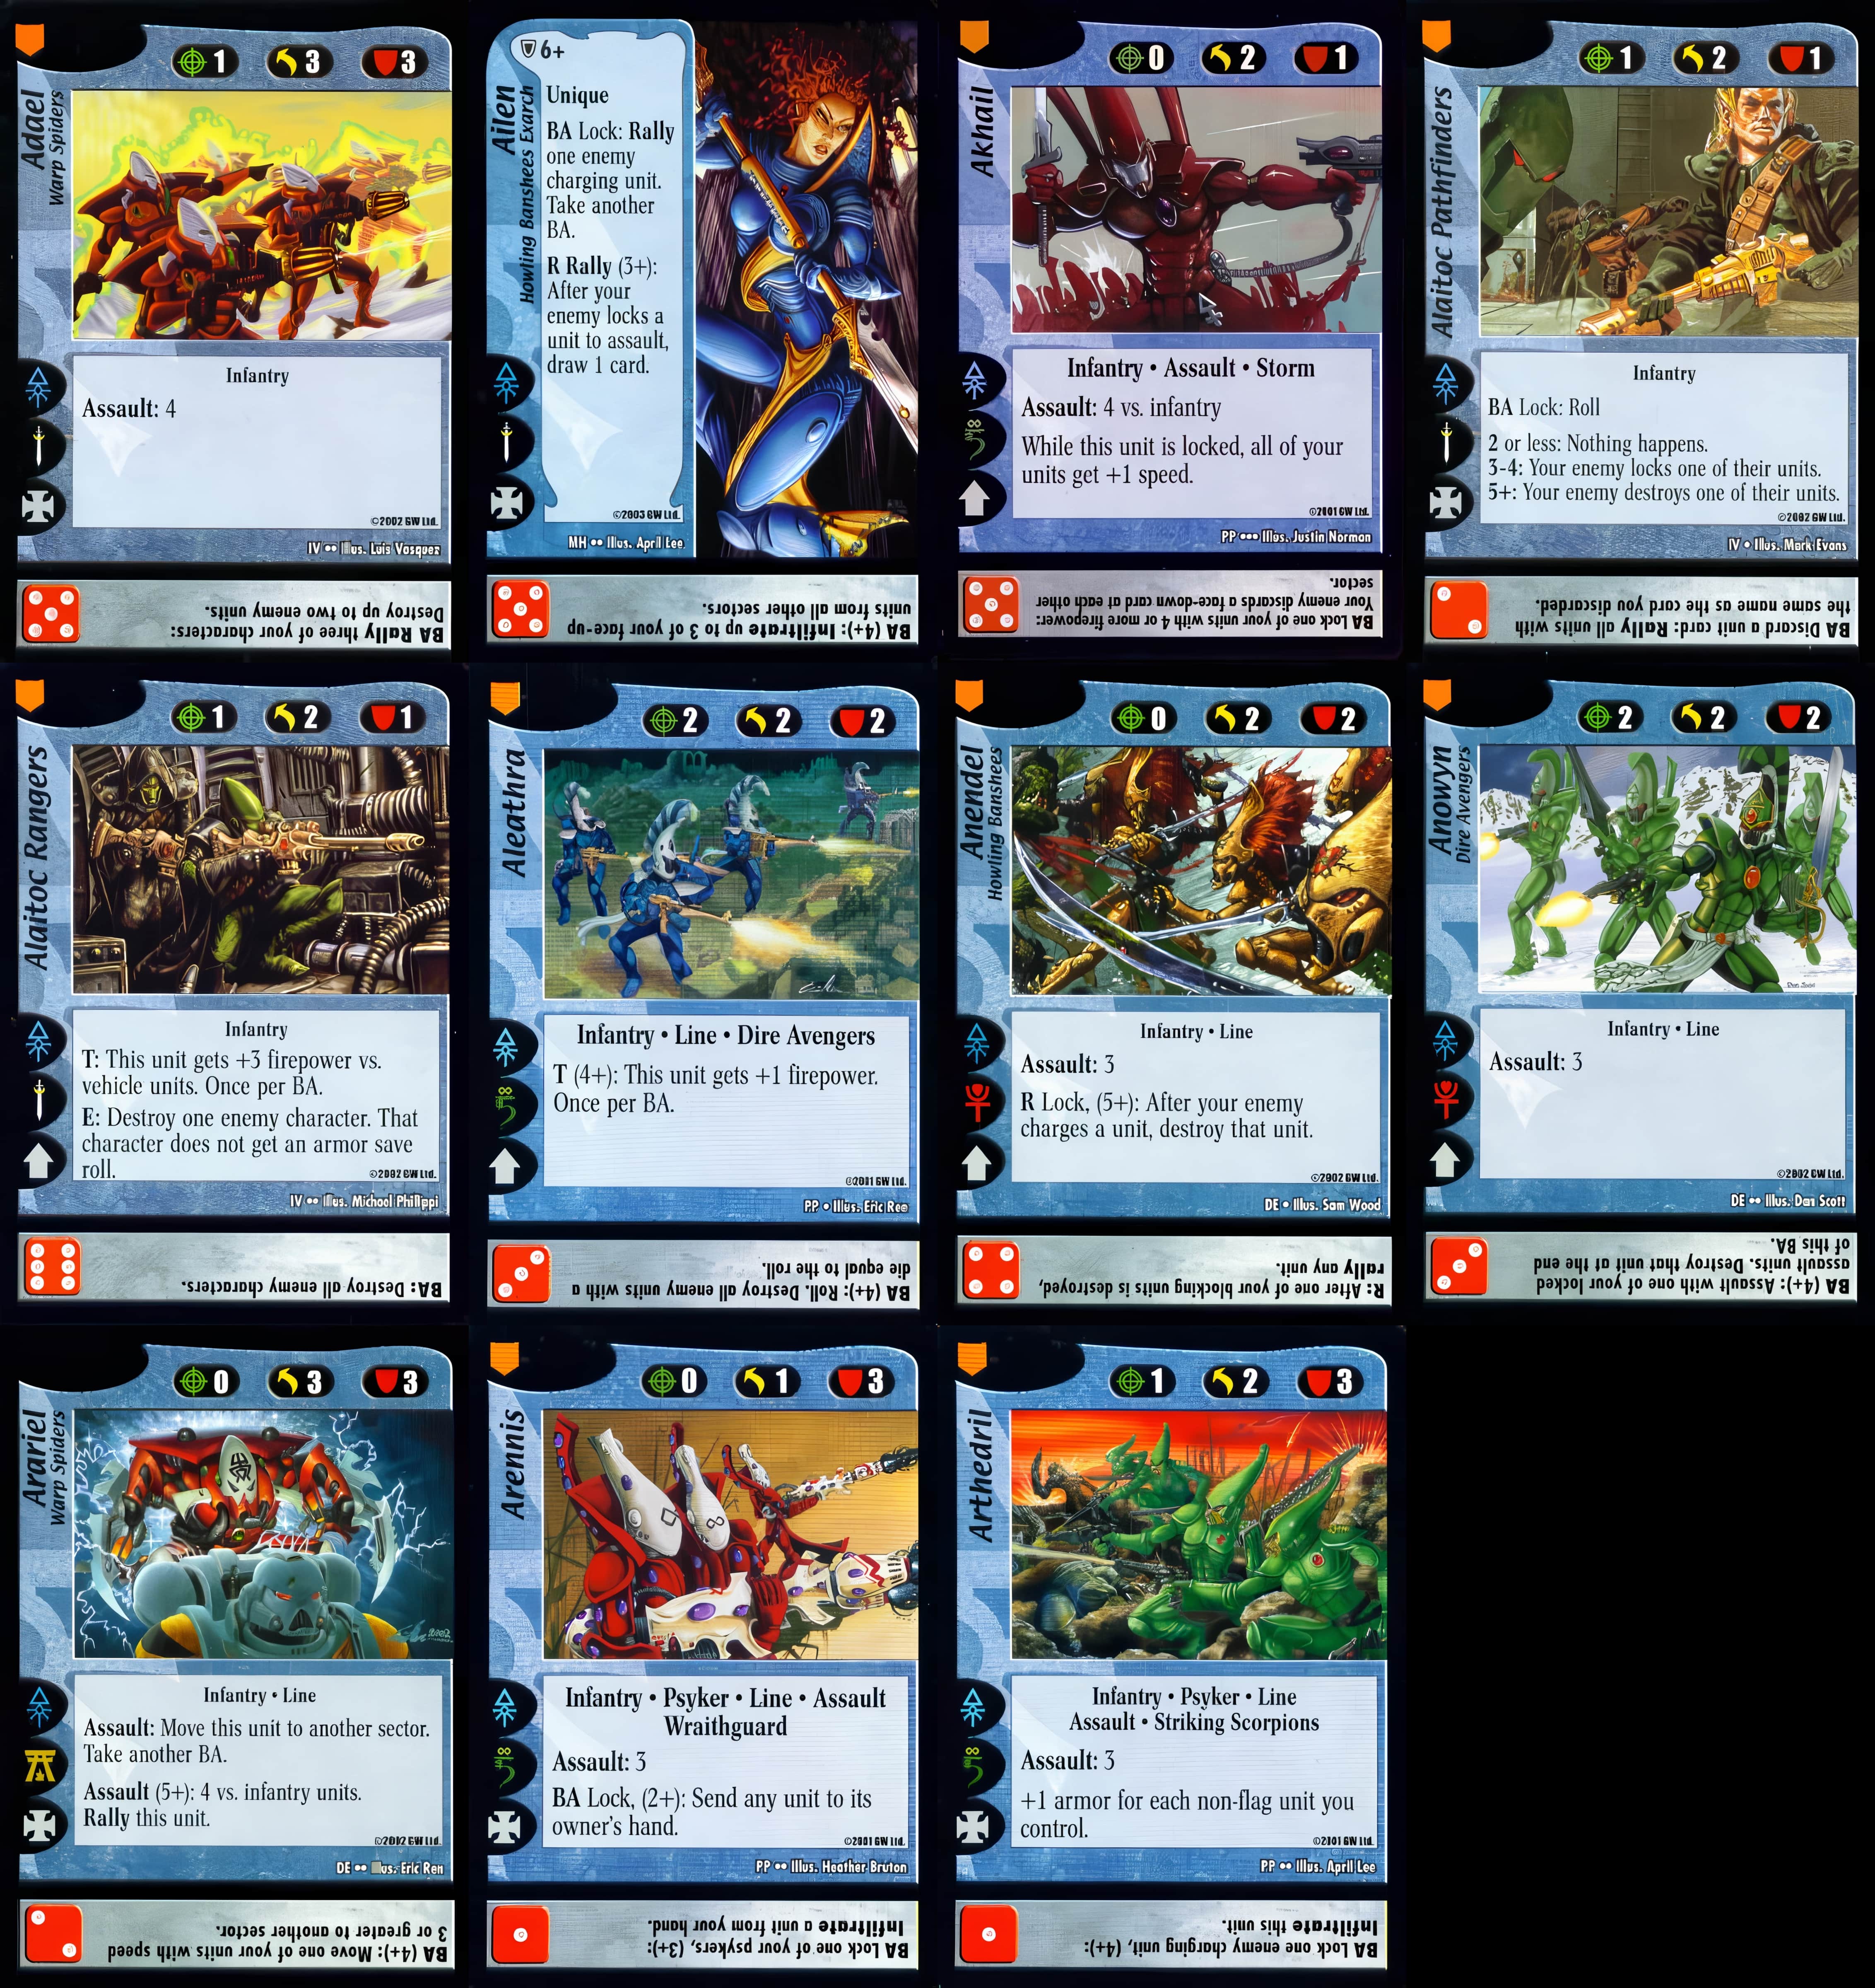 1 3 3
Adael
Warp Spiders
Infantry
Assault: 4
©2002 GW Ltd.
IV •• Illus. Luis Vasquez
BA Rally three of your characters:
Destroy up to two enemy units.
6+
Ailen
Howling Banshees Exarch
Unique
BA Lock: Rally
one enemy
charging unit.
Take another
BA.
R Rally (3+):
After your
enemy locks a
unit to assault,
draw 1 card.
©2003 GW Ltd.
MH •• Illus. April Lee
BA (4+): Infiltrate up to 3 of your face-up
units from all other sectors.
0 2 1
Akhail
Infantry • Assault • Storm
Assault: 4 vs. infantry
While this unit is locked, all of your
units get +1 speed.
©2001 GW Ltd.
PP ••• Illus. Justin Norman
BA Lock one of your units with 4 or more firepower:
Your enemy discards a face-down card at each other
sector.
1 2 1
Alaitoc Pathfinders
Infantry
BA Lock: Roll
2 or less: Nothing happens.
3-4: Your enemy locks one of their units.
5+: Your enemy destroys one of their units.
©2002 GW Ltd.
IV • Illus. Mark Evans
BA Discard a unit card: Rally all units with
the same name as the card you discarded.
1 2 1
Alaitoc Rangers
Infantry
T: This unit gets +3 firepower vs.
vehicle units. Once per BA.
E: Destroy one enemy character. That
character does not get an armor save
roll.
©2002 GW Ltd.
IV •• Illus. Michael Phillippi
BA: Destroy all enemy characters.
2 2 2
Aleathra
Infantry • Line • Dire Avengers
T (4+): This unit gets +1 firepower.
Once per BA.
©2001 GW Ltd.
PP • Illus. Eric Ren
BA (4+): Roll. Destroy all enemy units with a
die equal to the roll.
0 2 2
Anendel
Howling Banshees
Infantry • Line
Assault: 3
R Lock, (5+): After your enemy
charges a unit, destroy that unit.
©2002 GW Ltd.
DE • Illus. Sam Wood
R: After one of your blocking units is destroyed,
rally any unit.
2 2 2
Anowyn
Dire Avengers
Infantry • Line
Assault: 3
©2002 GW Ltd.
DE •• Illus. Dan Scott
BA (4+): Assault with one of your locked
assault units. Destroy that unit at the end
of this BA.
0 3 3
Arariel
Warp Spiders
Infantry • Line
Assault: Move this unit to another sector.
Take another BA.
Assault (5+): 4 vs. infantry units.
Rally this unit.
©2002 GW Ltd.
DE •• Illus. Eric Ren
BA (4+): Move one of your units with speed
3 or greater to another sector.
0 1 3
Arennis
Infantry • Psyker • Line • Assault
Wraithguard
Assault: 3
BA Lock, (2+): Send any unit to its
owner's hand.
©2001 GW Ltd.
PP •• Illus. Heather Bruton
BA Lock one of your psykers, (3+):
Infiltrate a unit from your hand.
1 2 3
Arthedril
Infantry • Psyker • Line
Assault • Striking Scorpions
Assault: 3
+1 armor for each non-flag unit you
control.
©2001 GW Ltd.
PP •• Illus. April Lee
BA Lock one enemy charging unit, (4+):
Infiltrate this unit.